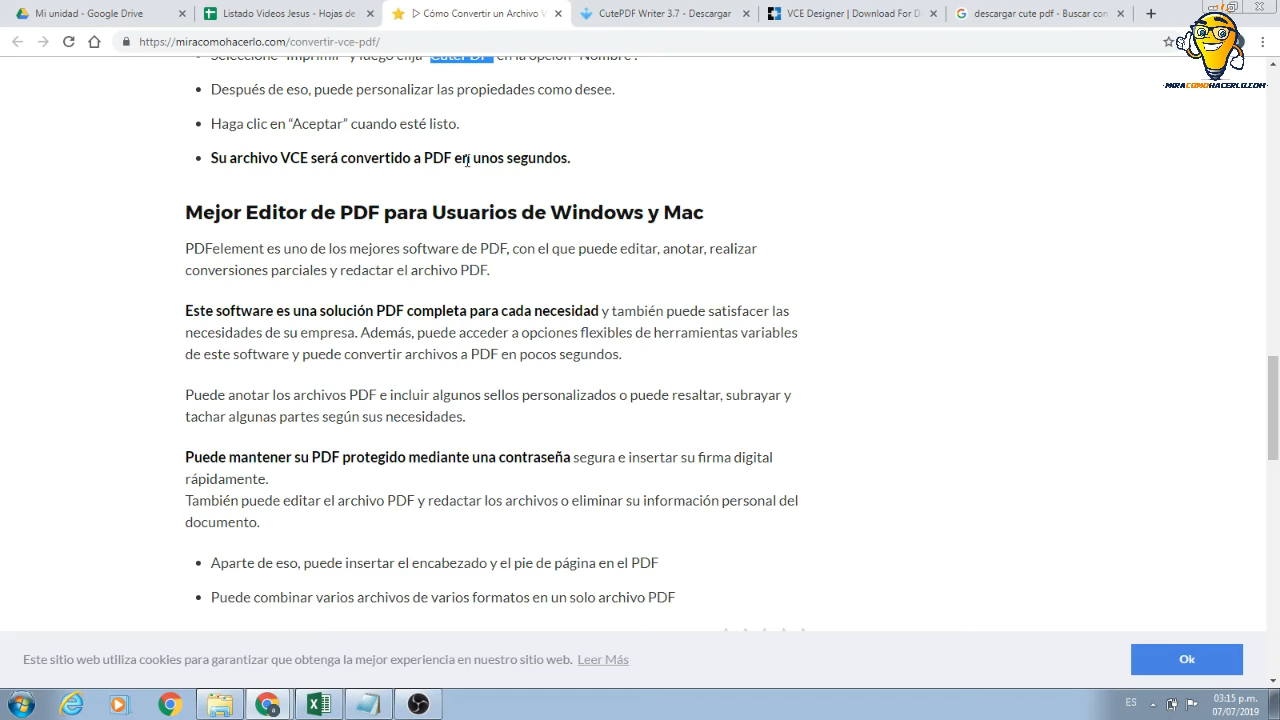 Mi unidad - Google Drive
Listado Videos Jesus - Hojas de
▷ Cómo Convertir un Archivo V
CutePDF Writer 3.7 - Descargar
VCE Designer | Download For D
descargar cute pdf - Buscar con
https://miracomohacerlo.com/convertir-vce-pdf/
MIRACOMOHACERLO.COM
Seleccione "Imprimir" y luego elija "CutePDF" en la opción "Nombre".
Después de eso, puede personalizar las propiedades como desee.
Haga clic en “Aceptar” cuando esté listo.
Su archivo VCE será convertido a PDF en unos segundos.
Mejor Editor de PDF para Usuarios de Windows y Mac
PDFelement es uno de los mejores software de PDF, con el que puede editar, anotar, realizar
conversiones parciales y redactar el archivo PDF.
Este software es una solución PDF completa para cada necesidad y también puede satisfacer las
necesidades de su empresa. Además, puede acceder a opciones flexibles de herramientas variables
de este software y puede convertir archivos a PDF en pocos segundos.
Puede anotar los archivos PDF e incluir algunos sellos personalizados o puede resaltar, subrayar y
tachar algunas partes según sus necesidades.
Puede mantener su PDF protegido mediante una contraseña segura e insertar su firma digital
rápidamente.
También puede editar el archivo PDF y redactar los archivos o eliminar su información personal del
documento.
Aparte de eso, puede insertar el encabezado y el pie de página en el PDF
Puede combinar varios archivos de varios formatos en un solo archivo PDF
Este sitio web utiliza cookies para garantizar que obtenga la mejor experiencia en nuestro sitio web. Leer Más
Ok
ES
03:15 p.m.
07/07/2019